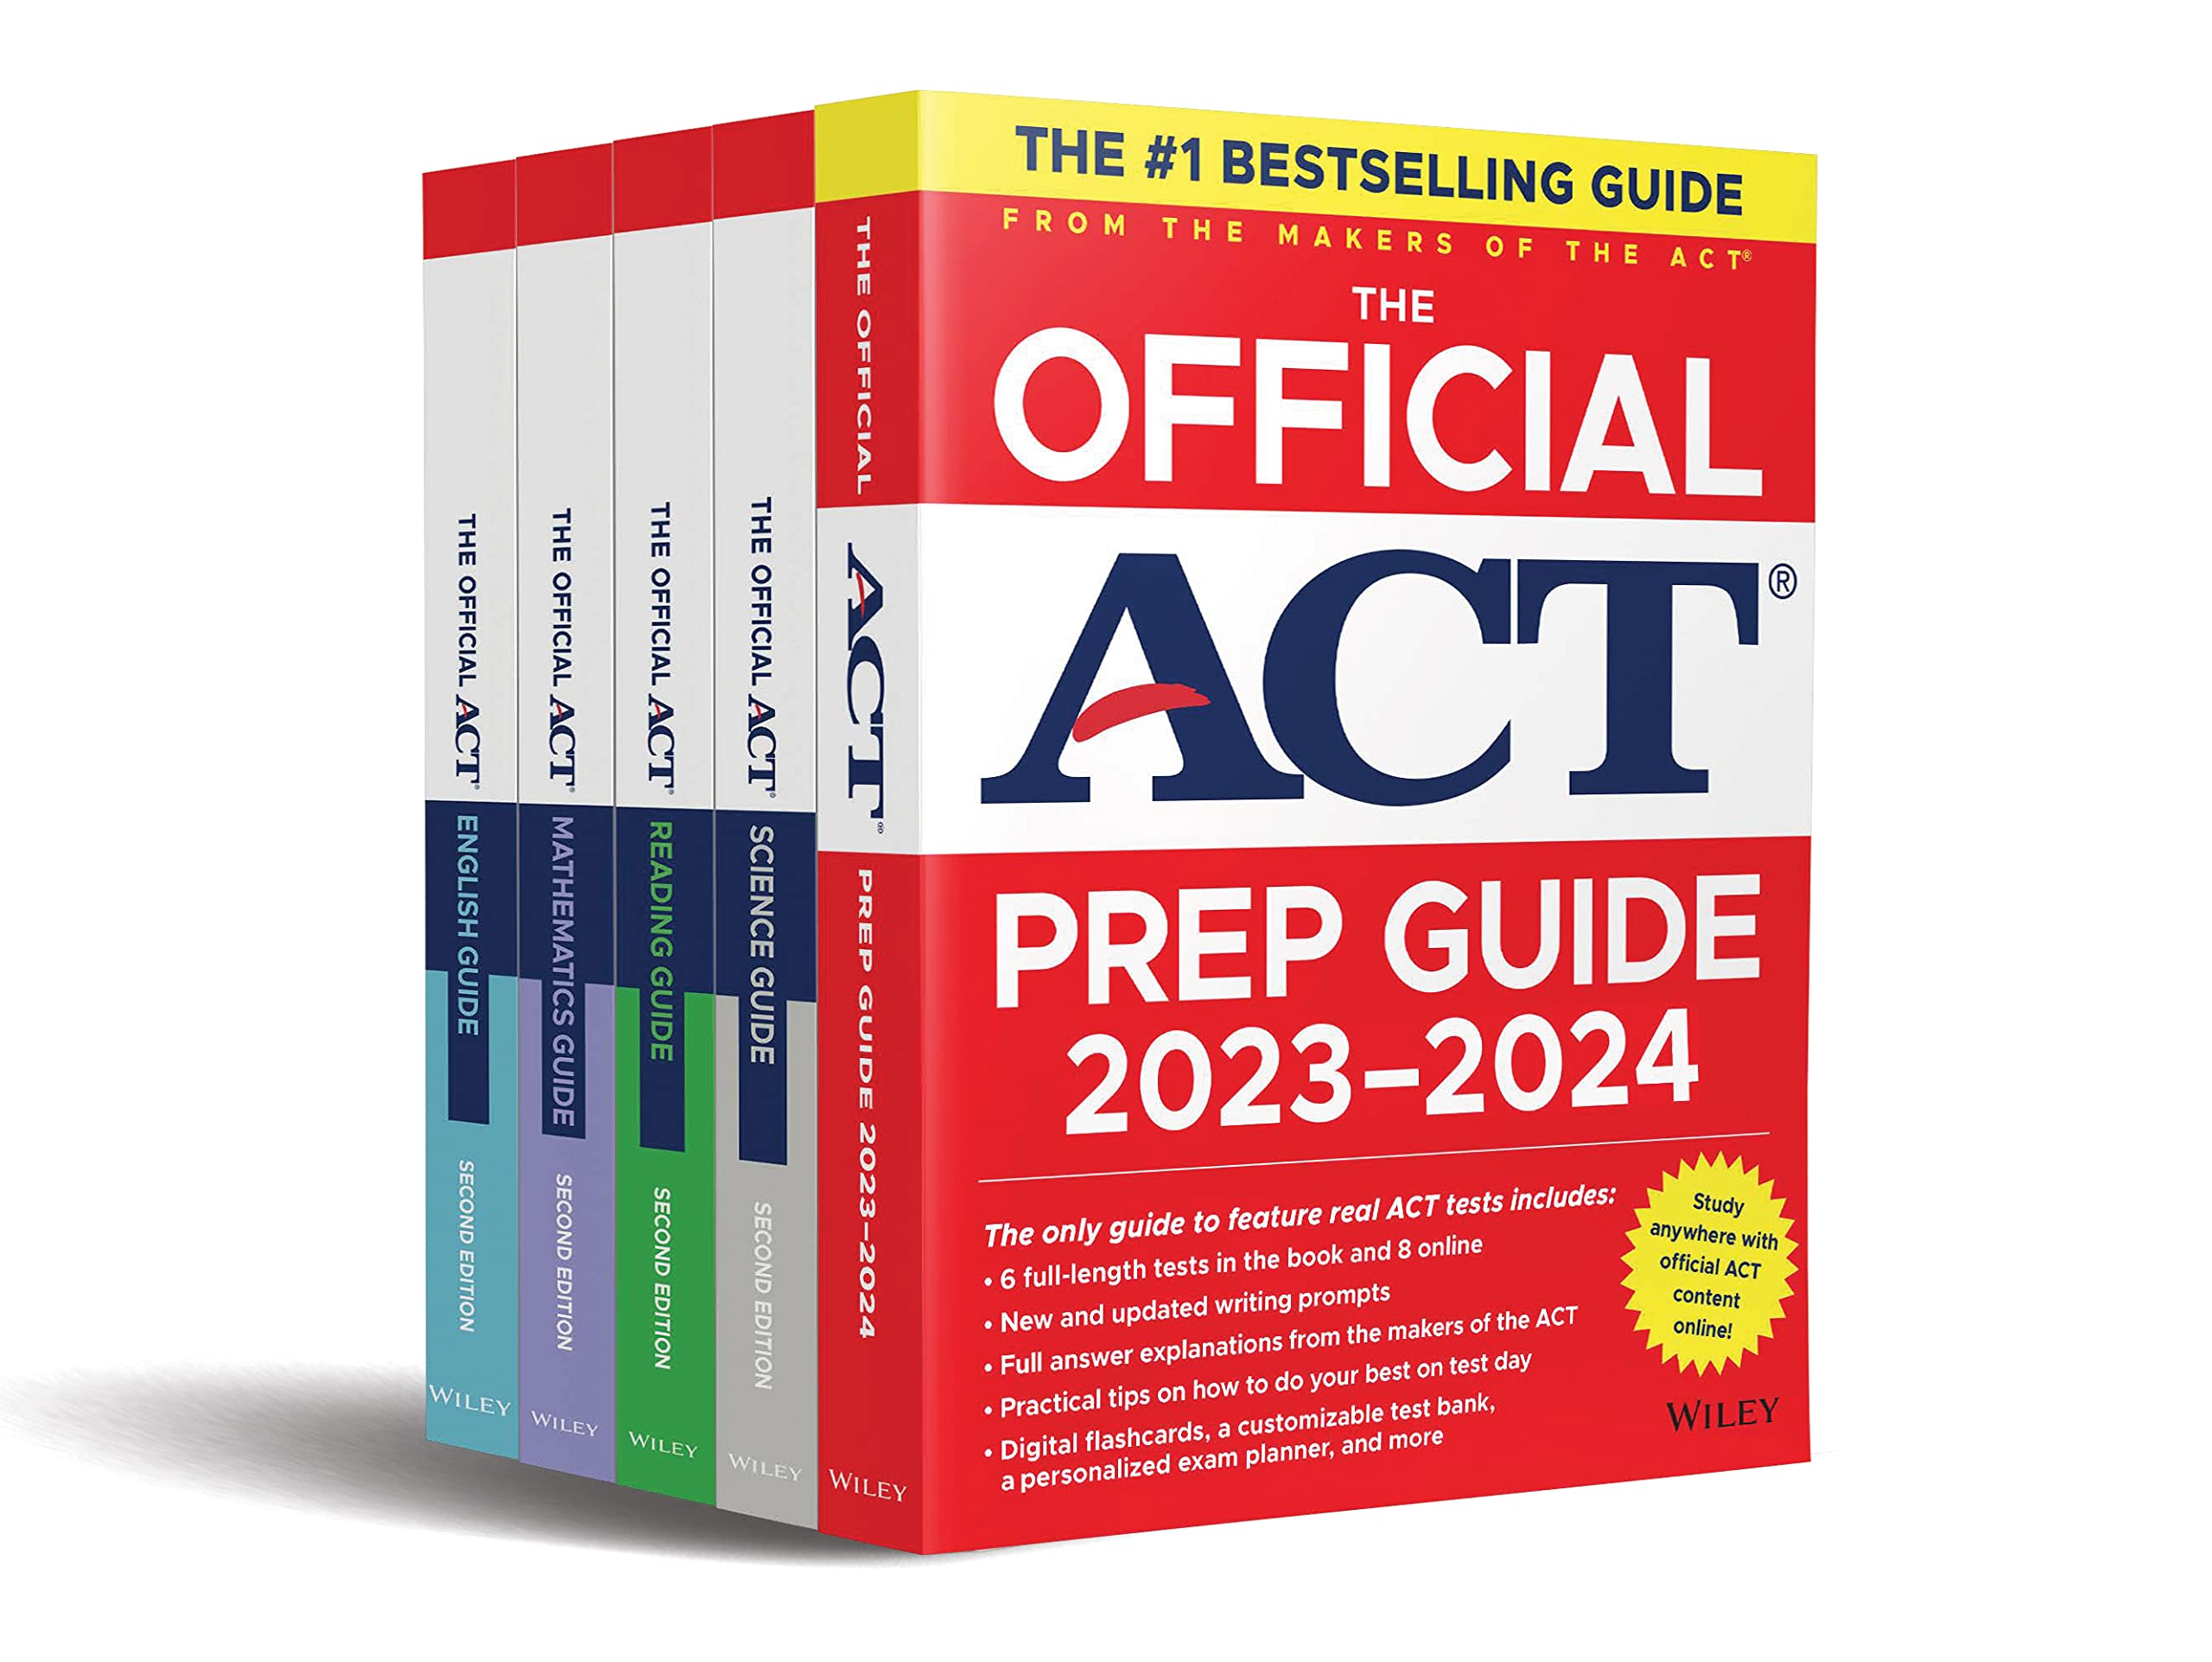 THE OFFICIAL ACT®
ENGLISH GUIDE
SECOND EDITION
WILEY
THE OFFICIAL ACT®
MATHEMATICS GUIDE
SECOND EDITION
WILEY
THE OFFICIAL ACT®
READING GUIDE
SECOND EDITION
WILEY
THE OFFICIAL ACT®
SCIENCE GUIDE
SECOND EDITION
WILEY
THE OFFICIAL
ACT®
PREP GUIDE 2023–2024
WILEY
THE #1 BESTSELLING GUIDE
FROM THE MAKERS OF THE ACT®
THE
OFFICIAL
ACT®
PREP GUIDE
2023–2024
The only guide to feature real ACT tests includes:
• 6 full-length tests in the book and 8 online
• New and updated writing prompts
• Full answer explanations from the makers of the ACT
• Practical tips on how to do your best on test day
• Digital flashcards, a customizable test bank,
a personalized exam planner, and more
Study
anywhere with
official ACT
content
online!
WILEY